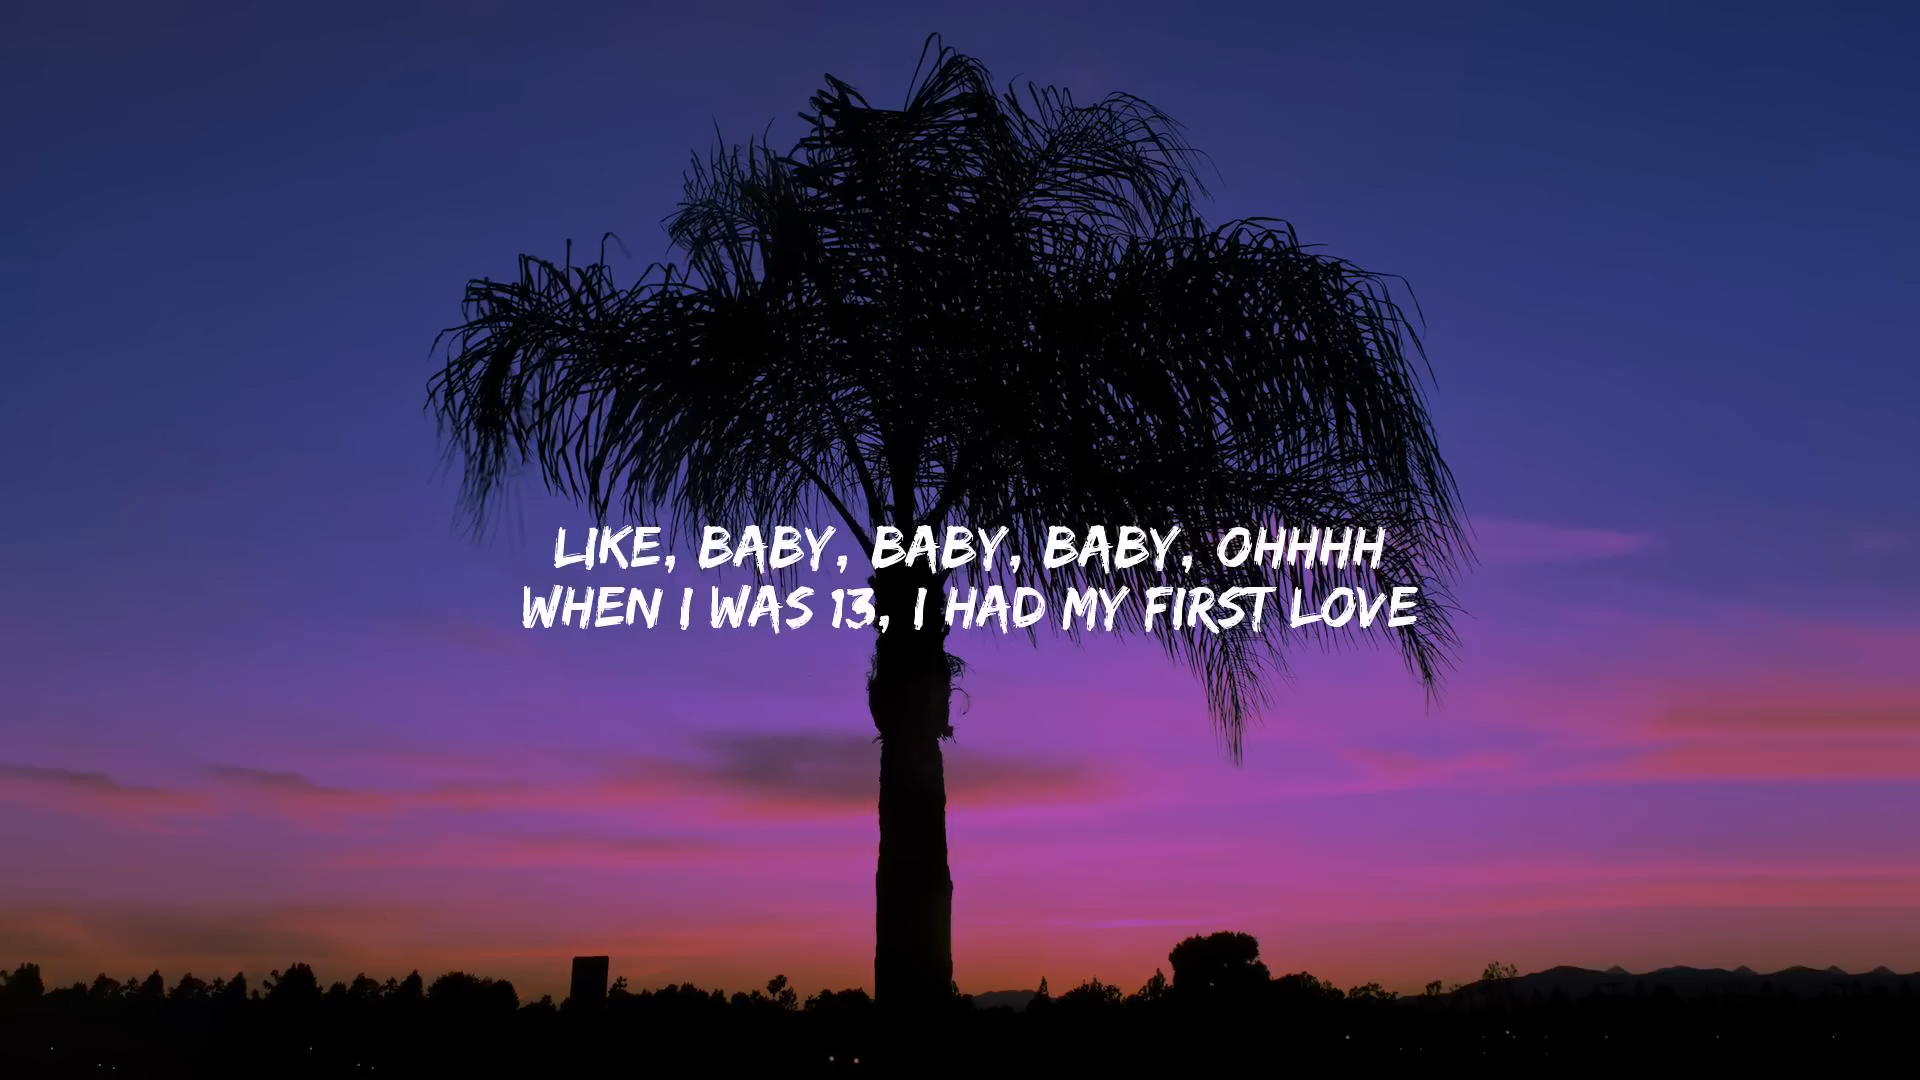 LIKE, BABY, BABY, BABY, OHHHH
WHEN I WAS 13, I HAD MY FIRST LOVE